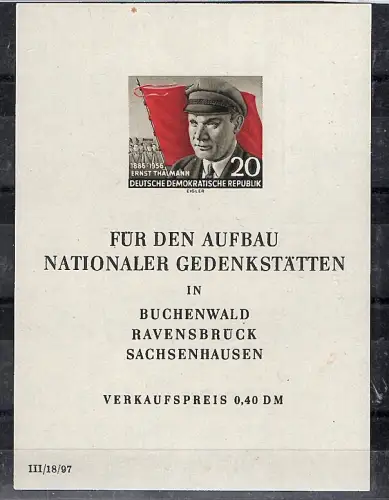 1886-1956
ERNST THÄLMANN
20
DEUTSCHE DEMOKRATISCHE REPUBLIK
EIGLER
FÜR DEN AUFBAU
NATIONALER GEDENKSTÄTTEN
IN
BUCHENWALD
RAVENSBRÜCK
SACHSENHAUSEN
VERKAUFSPREIS 0,40 DM
III/18/97